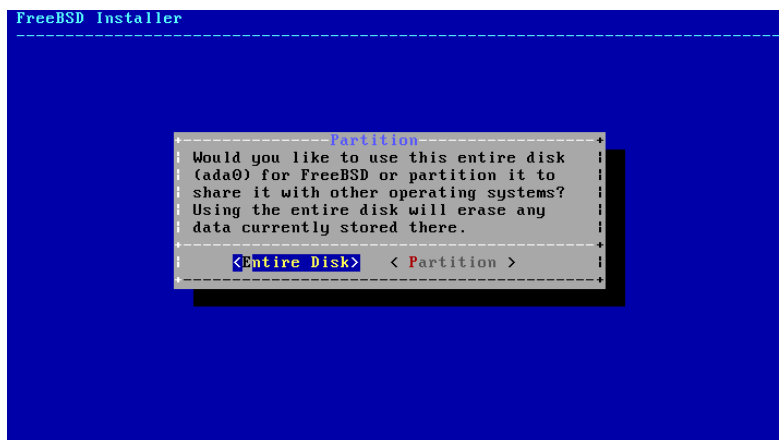 FreeBSD Installer
Partition
Would you like to use this entire disk
(ada0) for FreeBSD or partition it to
share it with other operating systems?
Using the entire disk will erase any
data currently stored there.
<Entire Disk> < Partition >